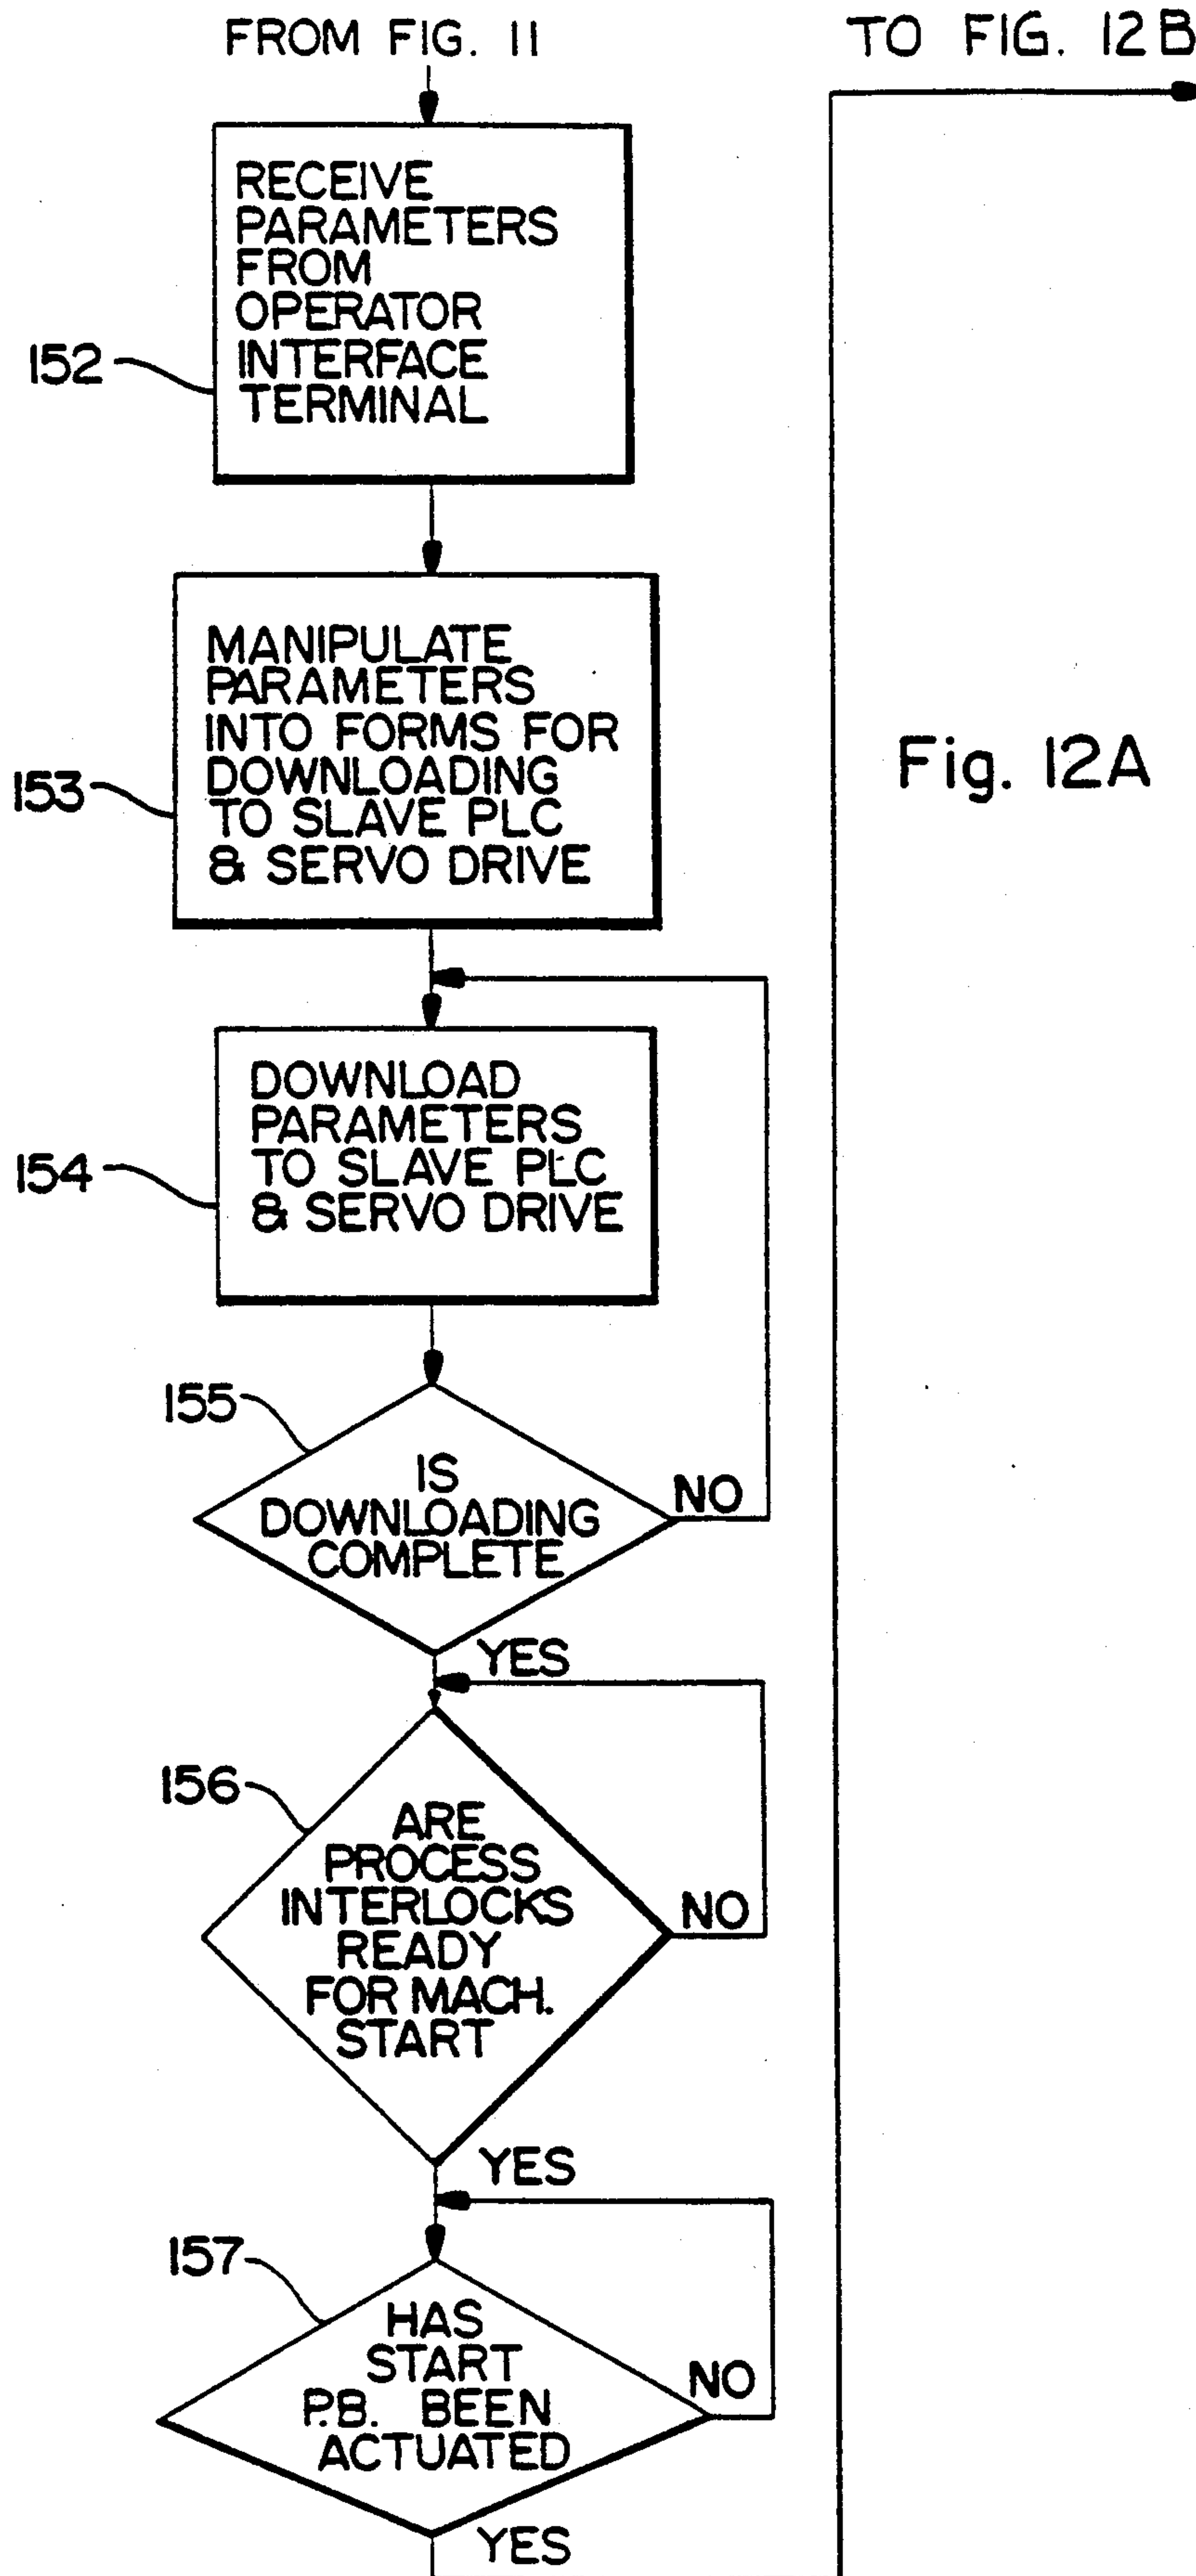 FROM FIG. 11
TO FIG. 12B
RECEIVE
PARAMETERS
FROM
OPERATOR
INTERFACE
TERMINAL
152
MANIPULATE
PARAMETERS
INTO FORMS FOR
DOWNLOADING
TO SLAVE PLC
& SERVO DRIVE
153
Fig. 12A
DOWNLOAD
PARAMETERS
TO SLAVE PLC
& SERVO DRIVE
154
155
IS
DOWNLOADING
COMPLETE
NO
YES
156
ARE
PROCESS
INTERLOCKS
READY
FOR MACH.
START
NO
YES
157
HAS
START
P.B. BEEN
ACTUATED
NO
YES